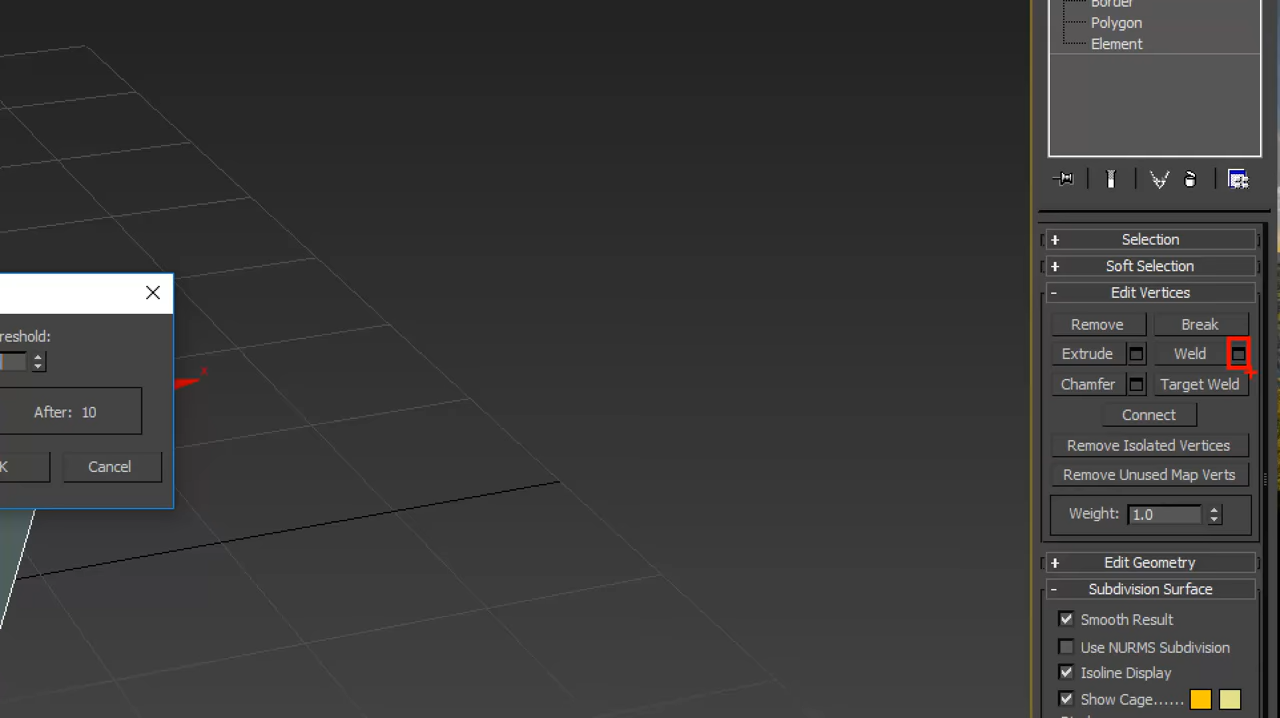 Border
Polygon
Element
+ Selection
+ Soft Selection
- Edit Vertices
Remove Break
Extrude Weld
Chamfer Target Weld
Connect
Remove Isolated Vertices
Remove Unused Map Verts
Weight: 1.0
+ Edit Geometry
- Subdivision Surface
Smooth Result
Use NURMS Subdivision
Isoline Display
Show Cage......
reshold:
After: 10
K Cancel
x